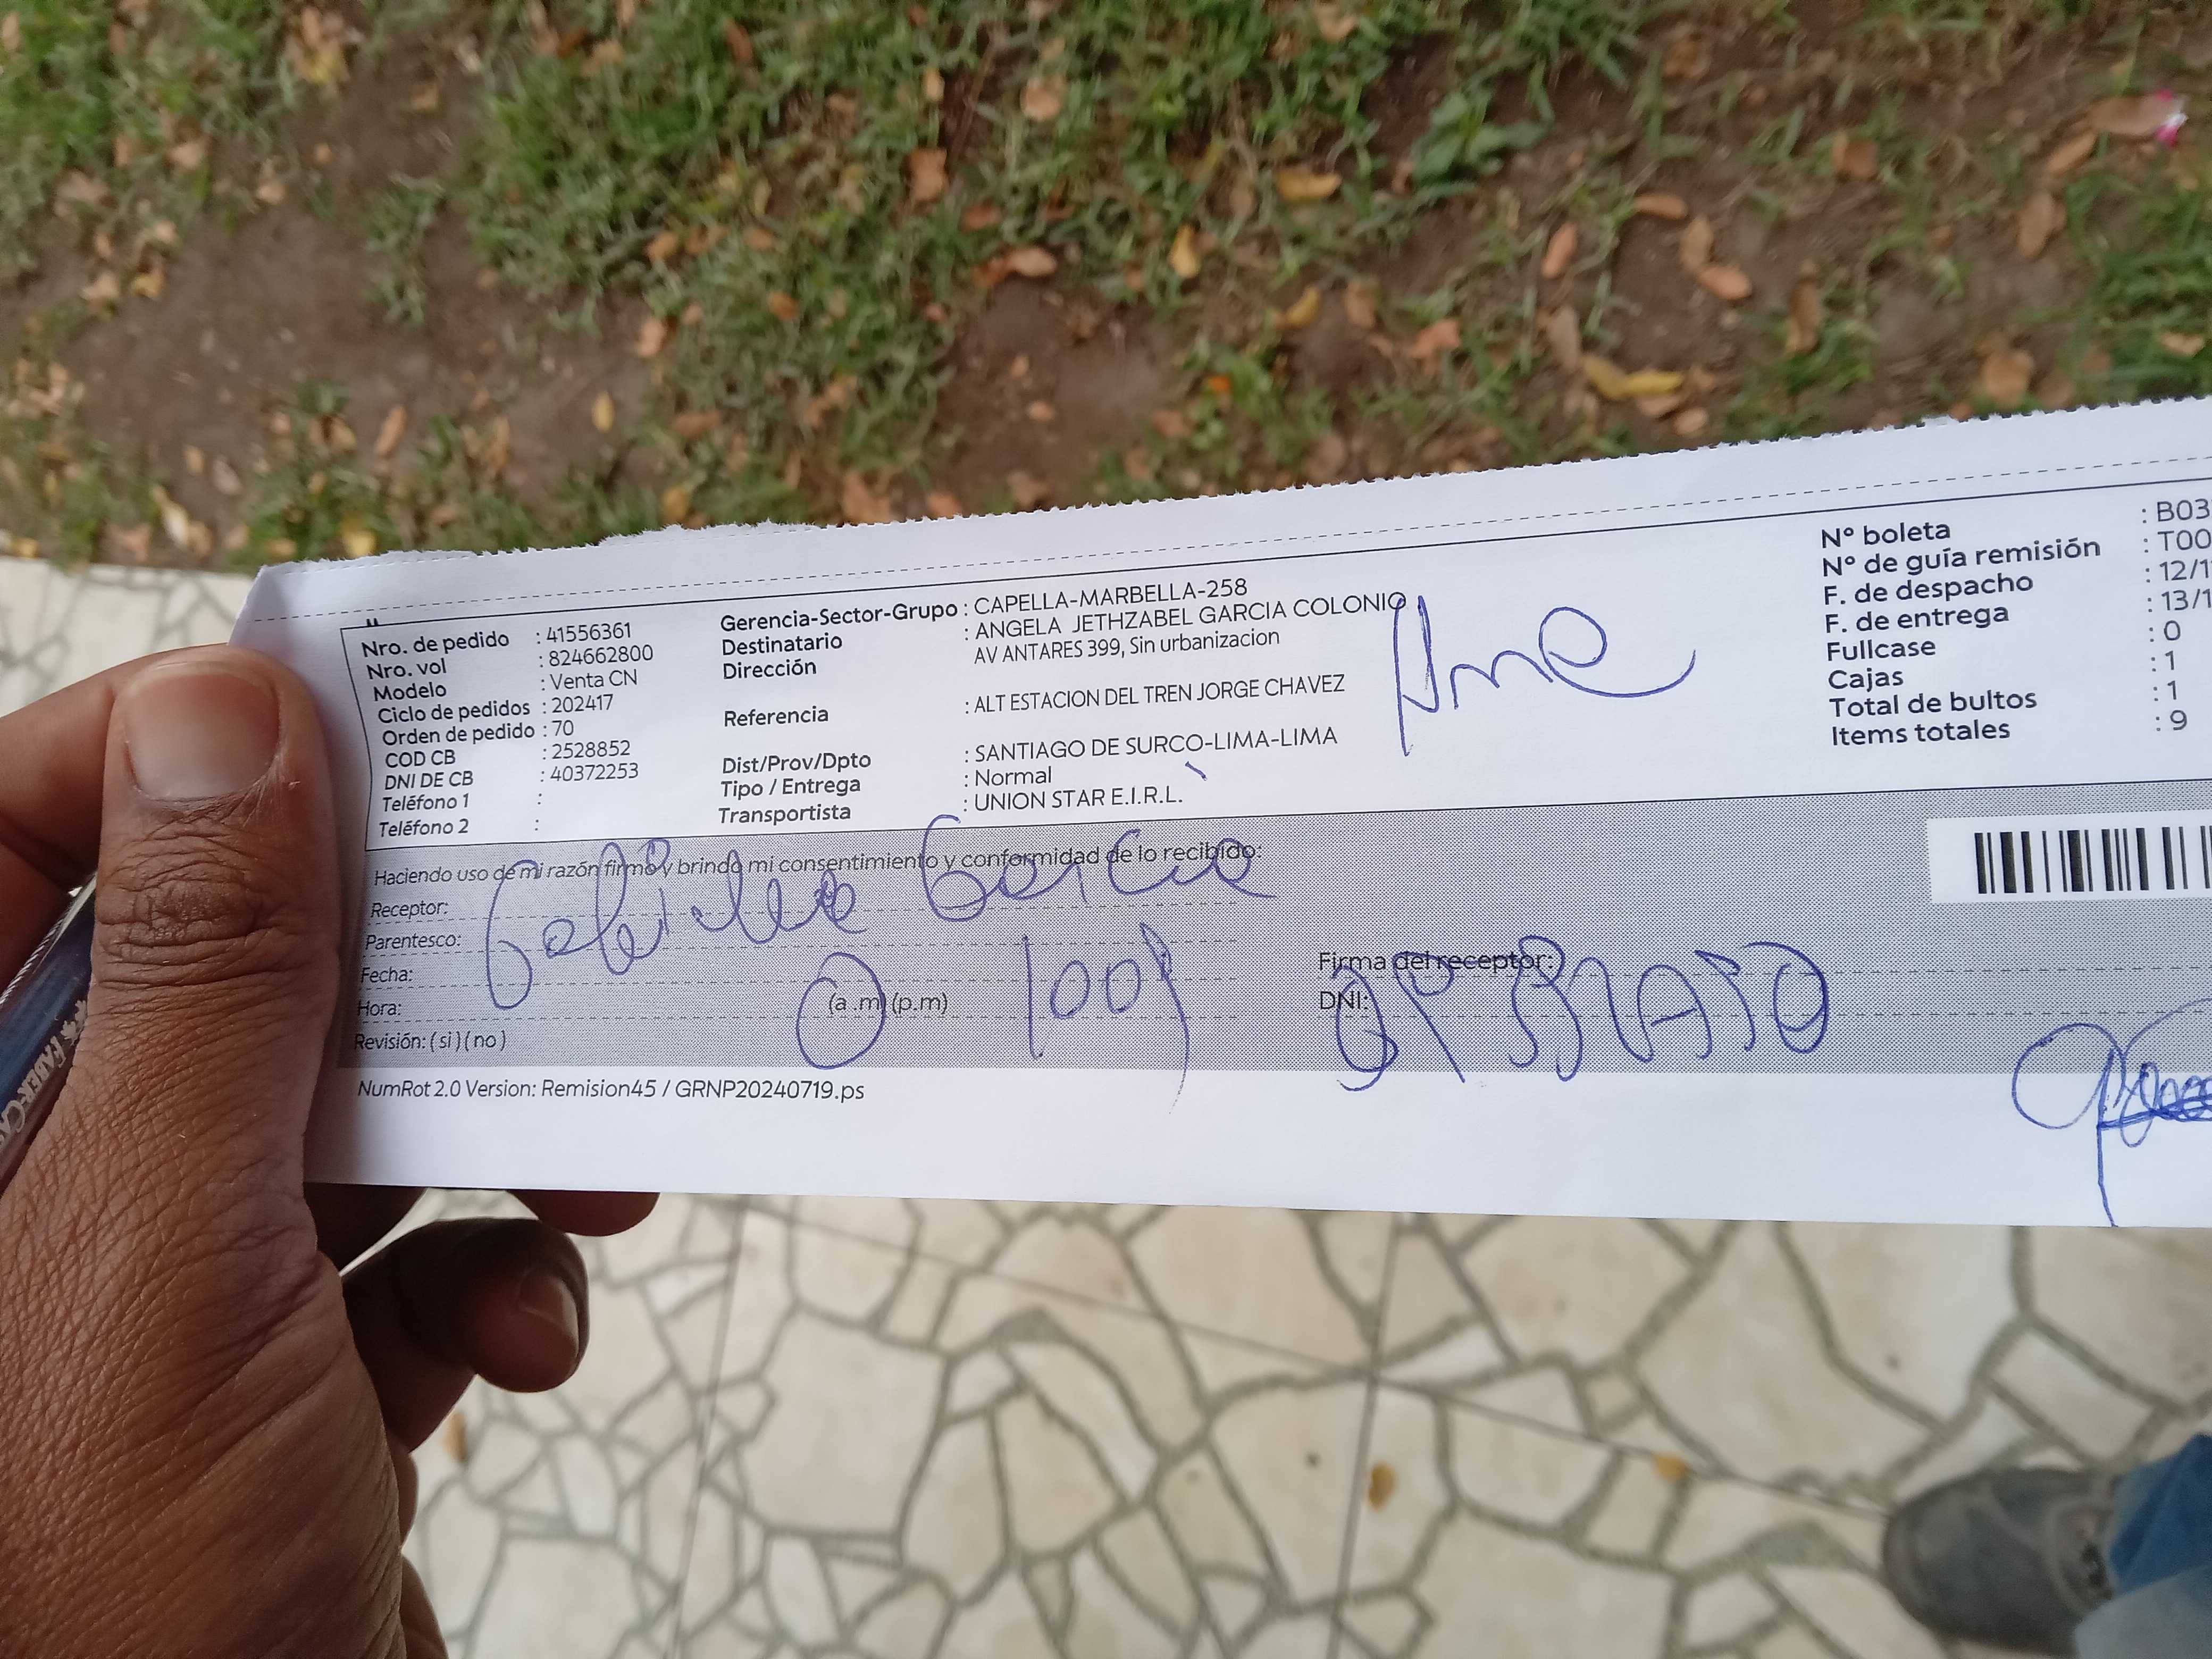 Nro. de pedido : 41556361
Nro. vol : 824662800
Modelo : Venta CN
Ciclo de pedidos : 202417
Orden de pedido : 70
COD CB : 2528852
DNI DE CB : 40372253
Teléfono 1 :
Teléfono 2 :
Gerencia-Sector-Grupo : CAPELLA-MARBELLA-258
Destinatario : ANGELA JETHZABEL GARCIA COLONIO
Dirección AV ANTARES 399, Sin urbanizacion
Referencia : ALT ESTACION DEL TREN JORGE CHAVEZ
Dist/Prov/Dpto : SANTIAGO DE SURCO-LIMA-LIMA
Tipo / Entrega : Normal
Transportista : UNION STAR E.I.R.L.
N° boleta : B03
N° de guía remisión : T00
F. de despacho : 12/1
F. de entrega : 13/1
Fullcase : 0
Cajas : 1
Total de bultos : 1
Items totales : 9
Haciendo uso de mi razón firmo y brindo mi consentimiento y conformidad de lo recibido:
Receptor:
Gabriela Garcia
Parentesco:
Fecha:
Firma del receptor:
Hora: (a.m) (p.m)
DNI:
Revisión: (si) (no)
NumRot 2.0 Version: Remision45 / GRNP20240719.ps
FABER-CAS